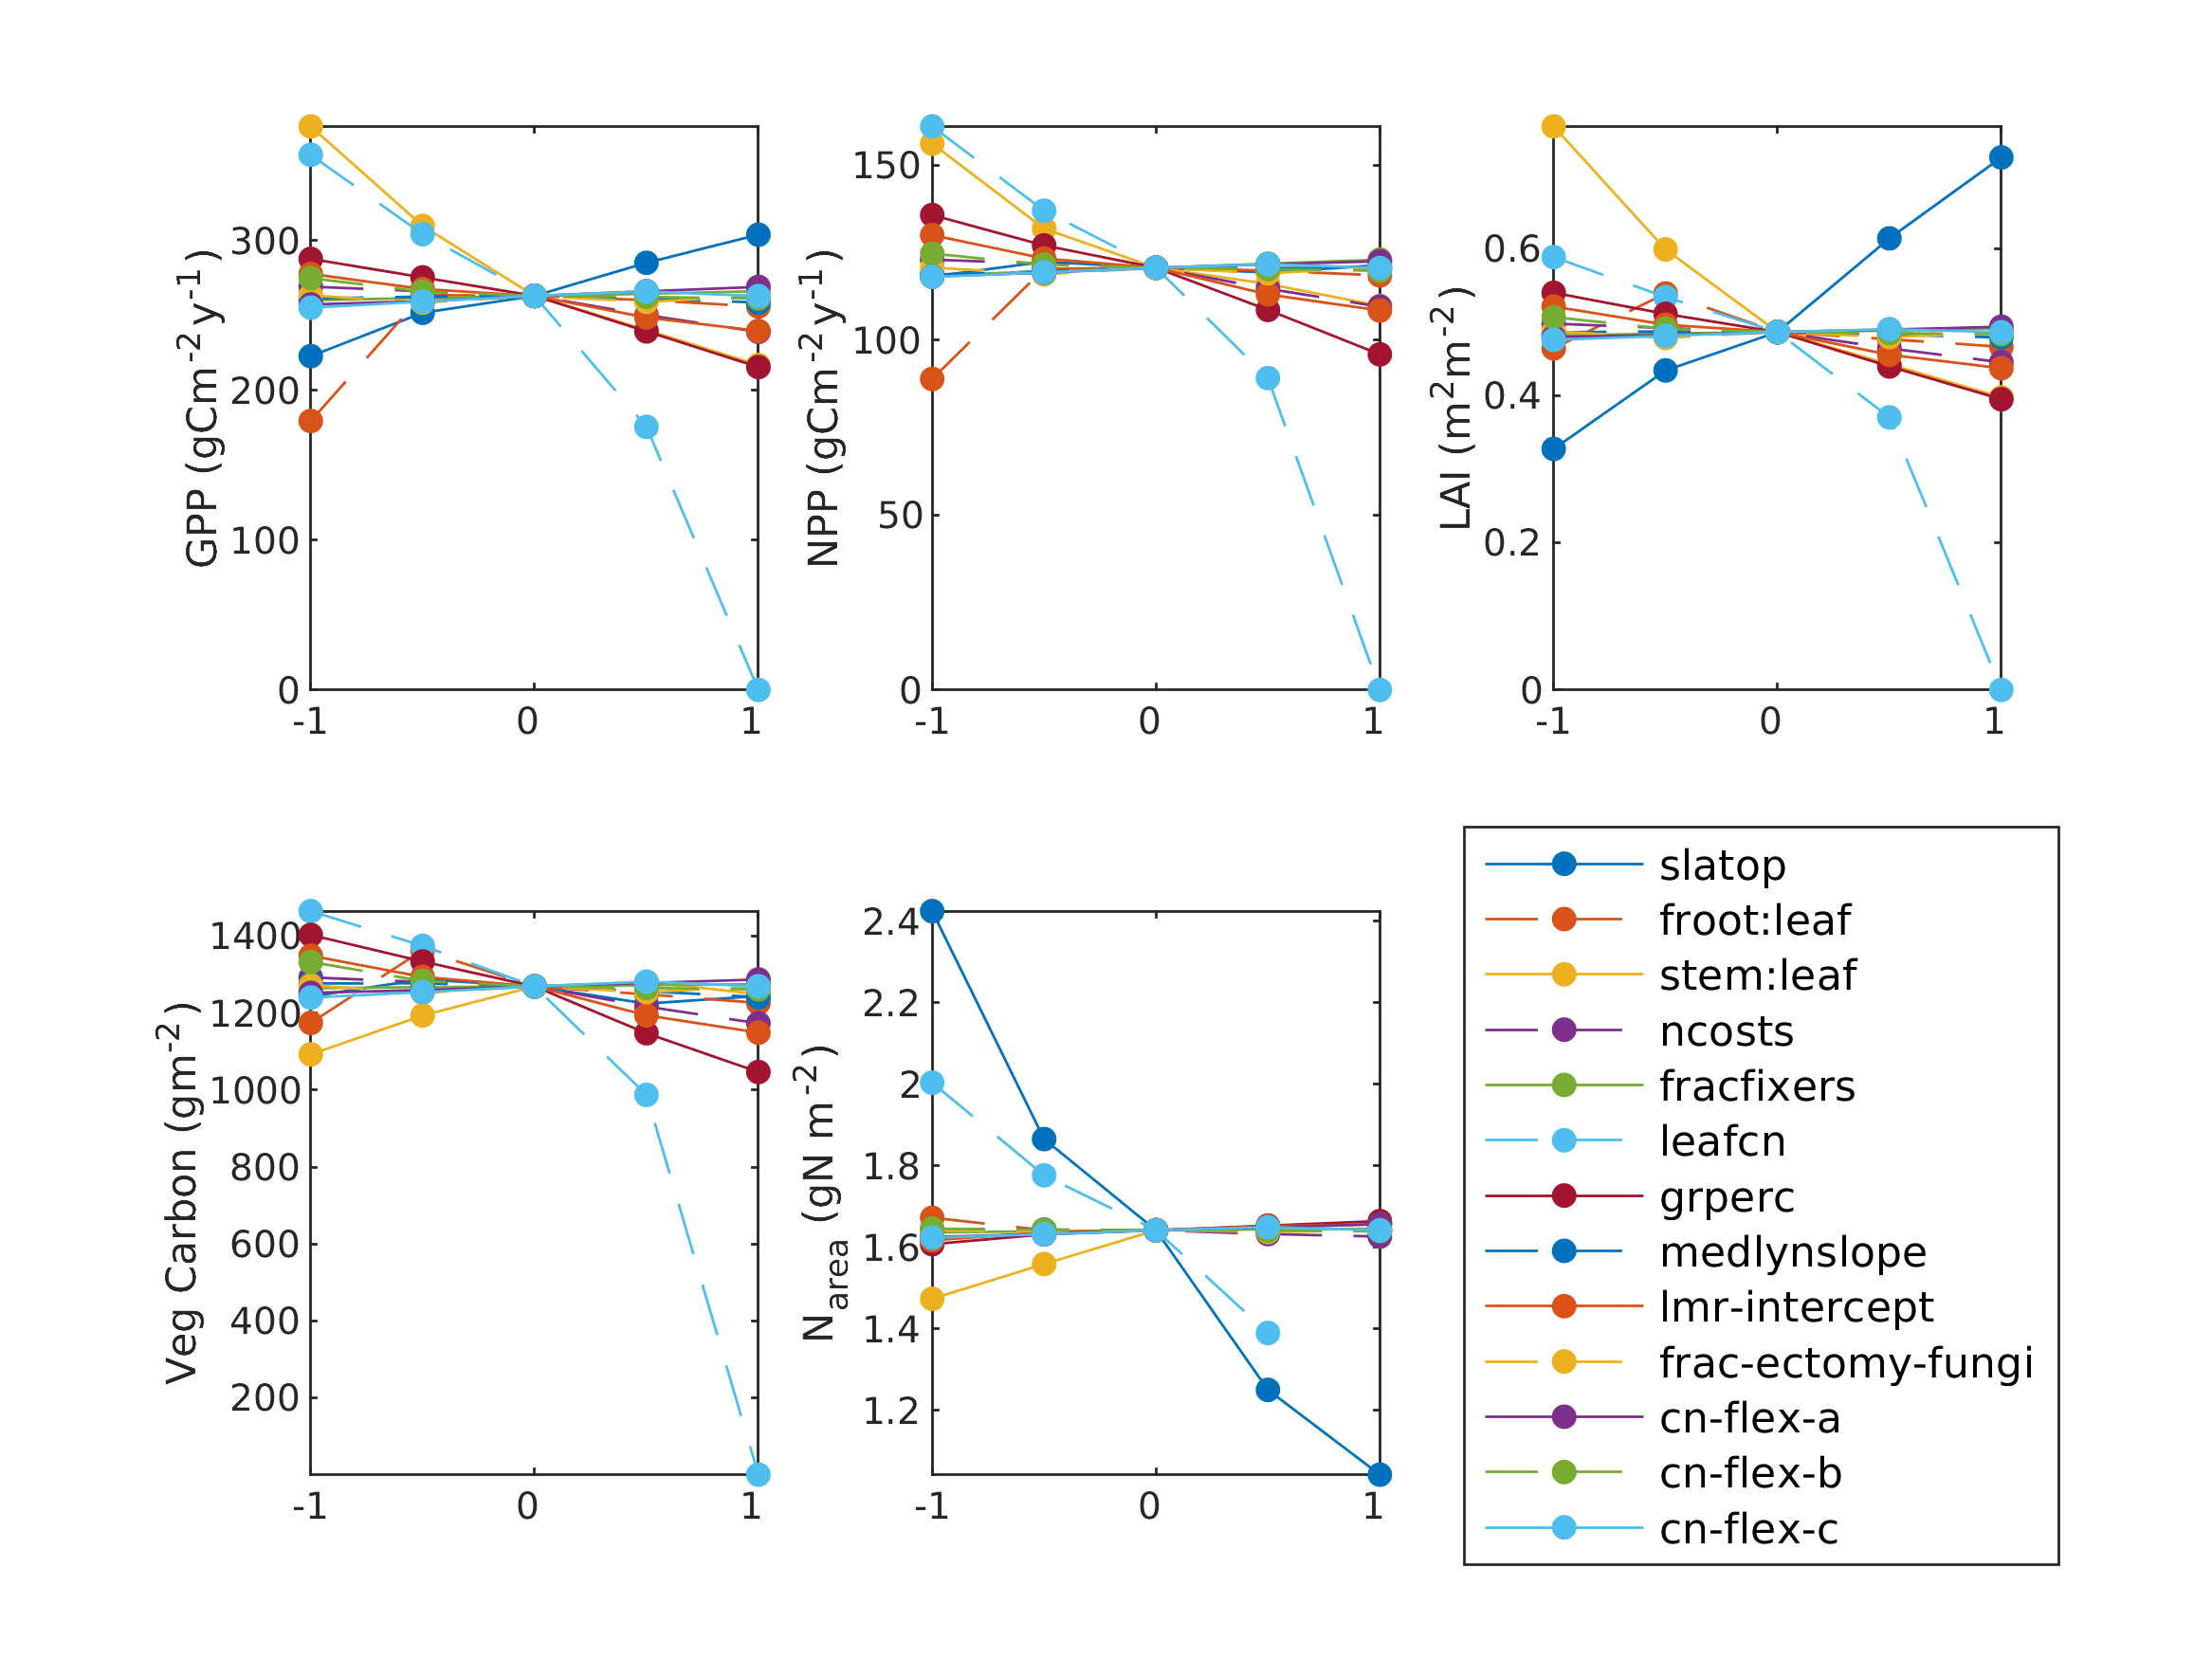 GPP (gCm-2 y-1)
300
200
100
0
-1 0 1
NPP (gCm-2 y-1)
150
100
50
0
-1 0 1
LAI (m2m-2)
0.6
0.4
0.2
0
-1 0 1
Veg Carbon (gm-2)
1400
1200
1000
800
600
400
200
-1 0 1
Narea (gN m-2)
2.4
2.2
2
1.8
1.6
1.4
1.2
-1 0 1
slatop
froot:leaf
stem:leaf
ncosts
fracfixers
leafcn
grperc
medlynslope
lmr-intercept
frac-ectomy-fungi
cn-flex-a
cn-flex-b
cn-flex-c